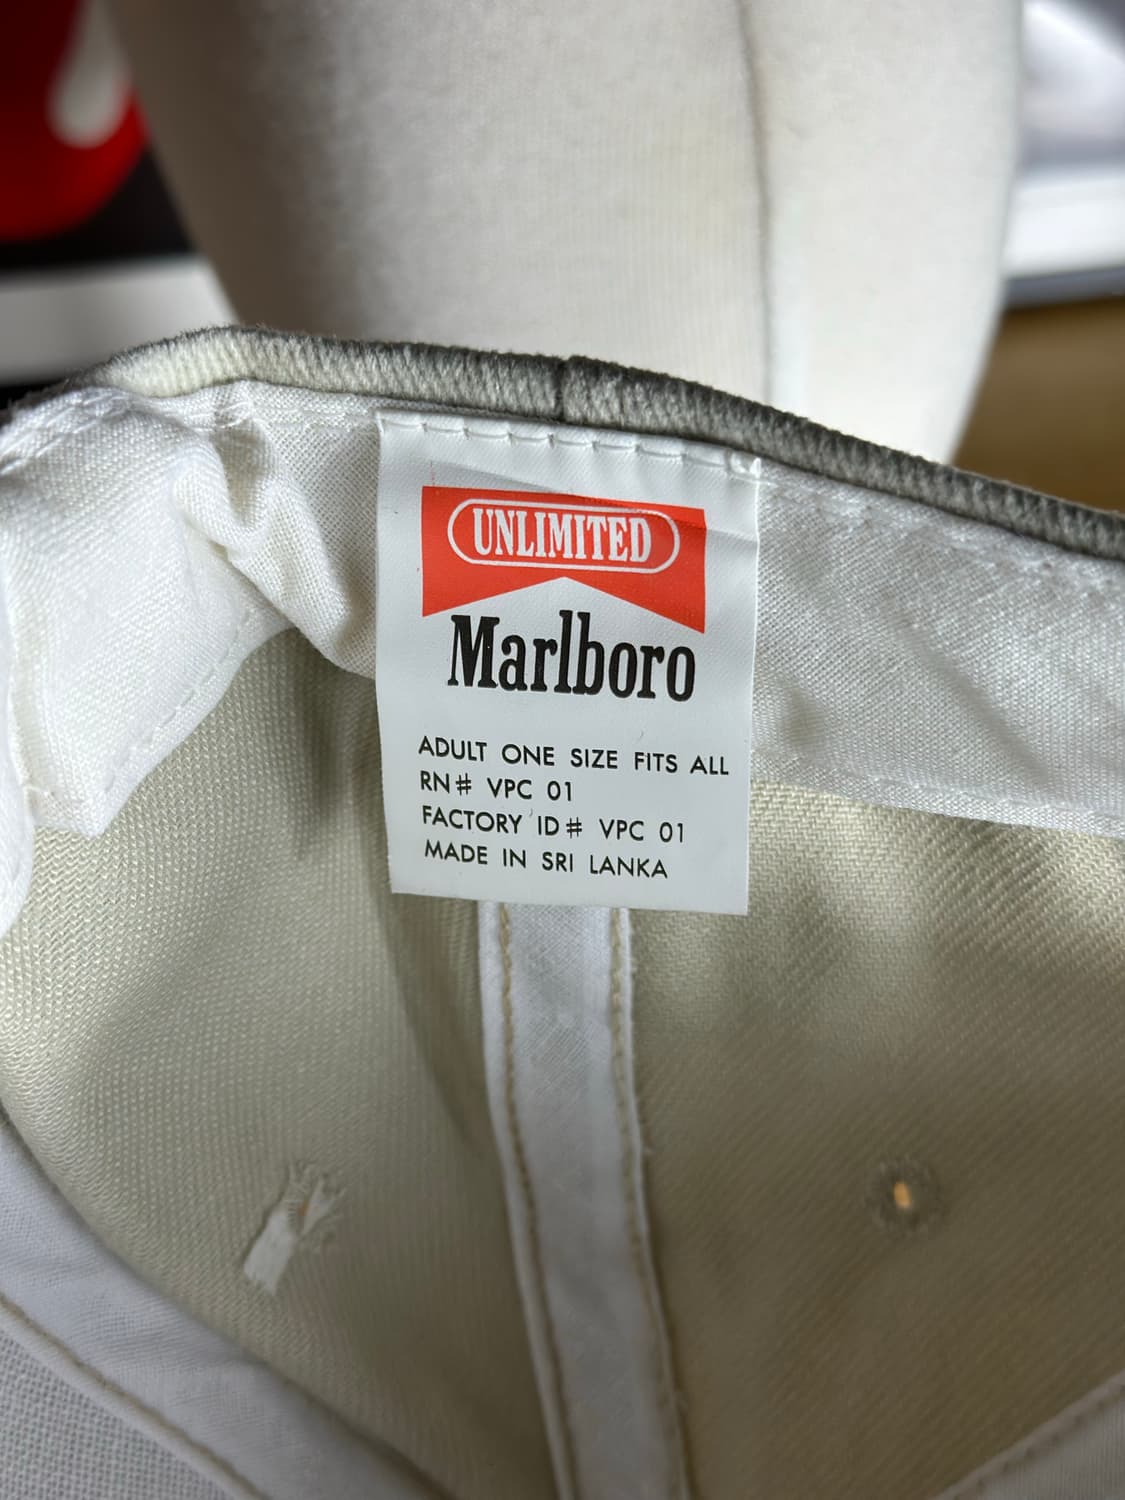 UNLIMITED
Marlboro
ADULT ONE SIZE FITS ALL
RN# VPC 01
FACTORY ID# VPC 01
MADE IN SRI LANKA